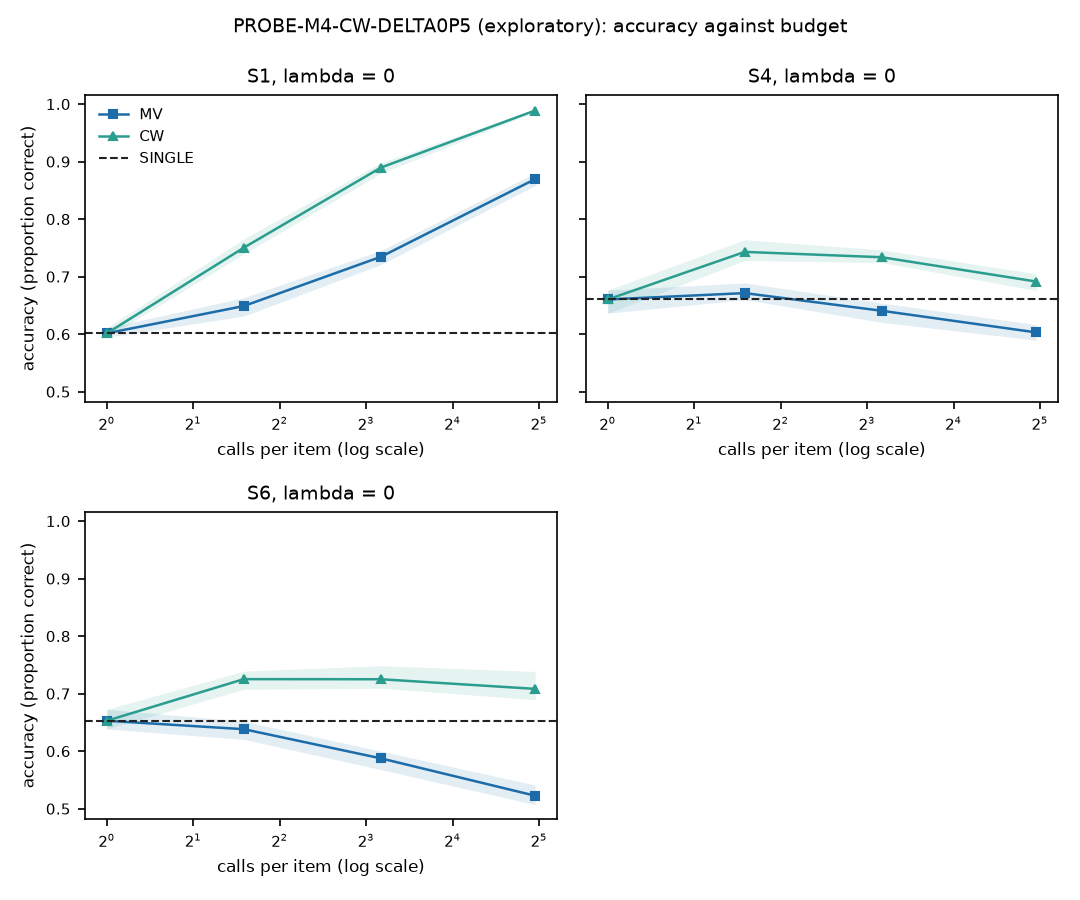 PROBE-M4-CW-DELTA0P5 (exploratory): accuracy against budget
S1, lambda = 0
accuracy (proportion correct)
1.0
0.9
0.8
0.7
0.6
0.5
MV
CW
SINGLE
2⁰ 2¹ 2² 2³ 2⁴ 2⁵
calls per item (log scale)
S4, lambda = 0
2⁰ 2¹ 2² 2³ 2⁴ 2⁵
calls per item (log scale)
S6, lambda = 0
accuracy (proportion correct)
1.0
0.9
0.8
0.7
0.6
0.5
2⁰ 2¹ 2² 2³ 2⁴ 2⁵
calls per item (log scale)